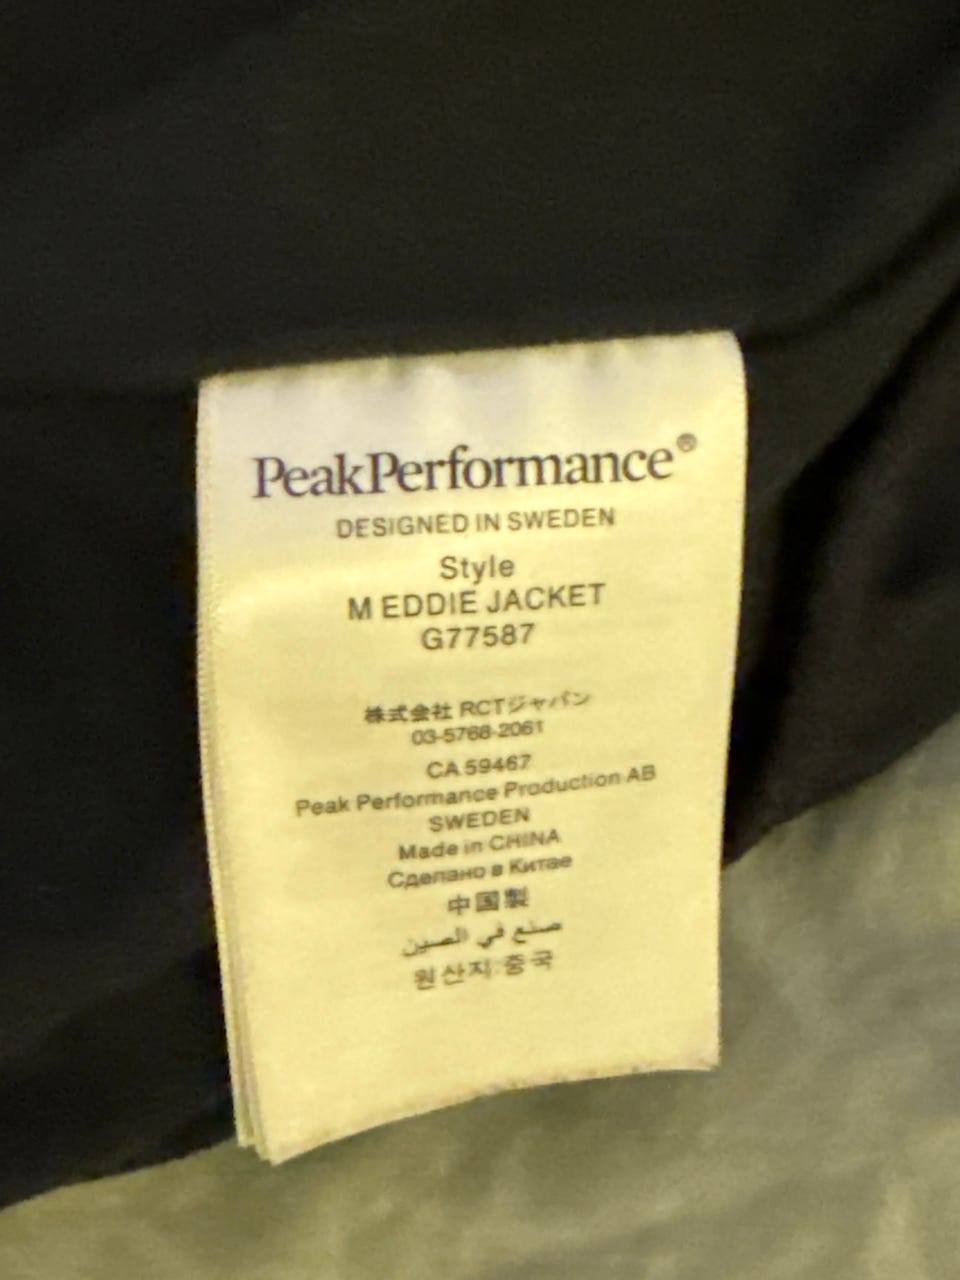 PeakPerformance®
DESIGNED IN SWEDEN
Style
M EDDIE JACKET
G77587
株式会社 RCTジャパン
03-5768-2061
CA 59467
Peak Performance Production AB
SWEDEN
Made in CHINA
Сделано в Китае
中国製
صنع في الصين
원산지:중국